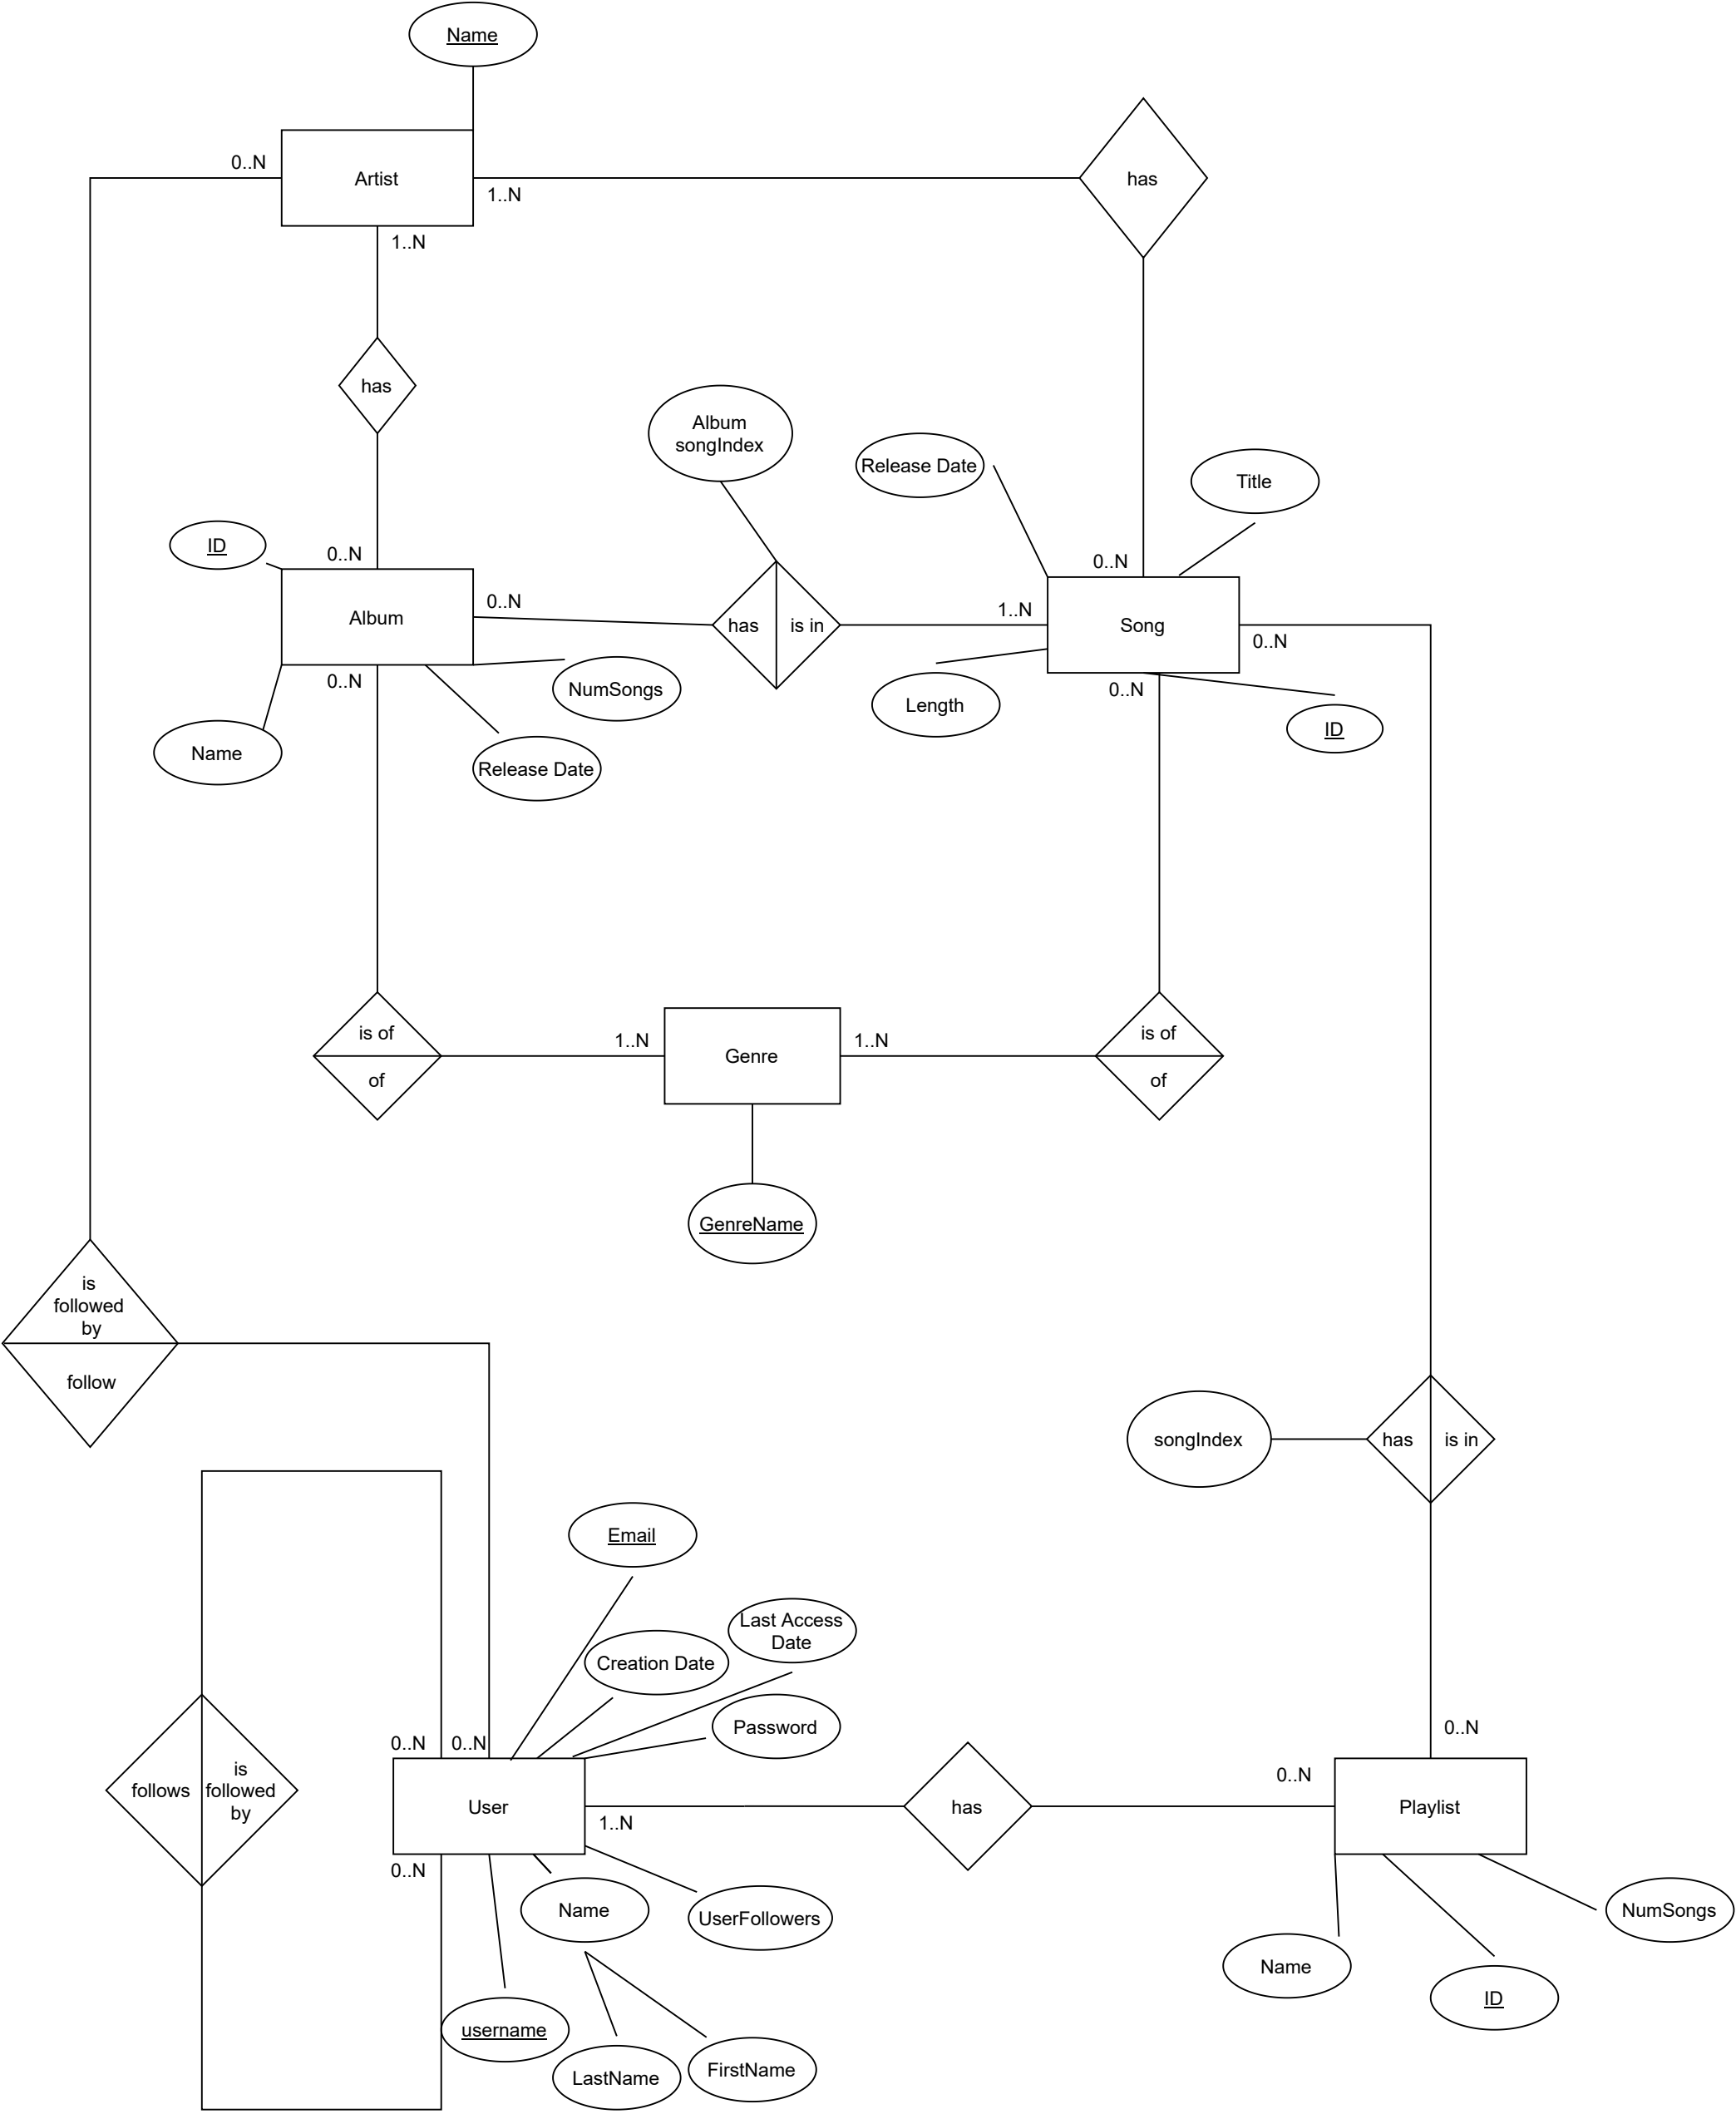 Name
0..N
Artist
1..N
has
1..N
has
Album
songIndex
Release Date
Title
ID
0..N
0..N
Album
0..N
has
is in
1..N
Song
0..N
0..N
NumSongs
Length
0..N
ID
Name
Release Date
is of
of
1..N
Genre
1..N
is of
of
GenreName
is
followed
by
follow
songIndex
has
is in
Email
Last Access
Date
Creation Date
Password
0..N
0..N
0..N
follows
is
followed
by
User
1..N
has
0..N
Playlist
0..N
Name
UserFollowers
NumSongs
Name
ID
username
LastName
FirstName